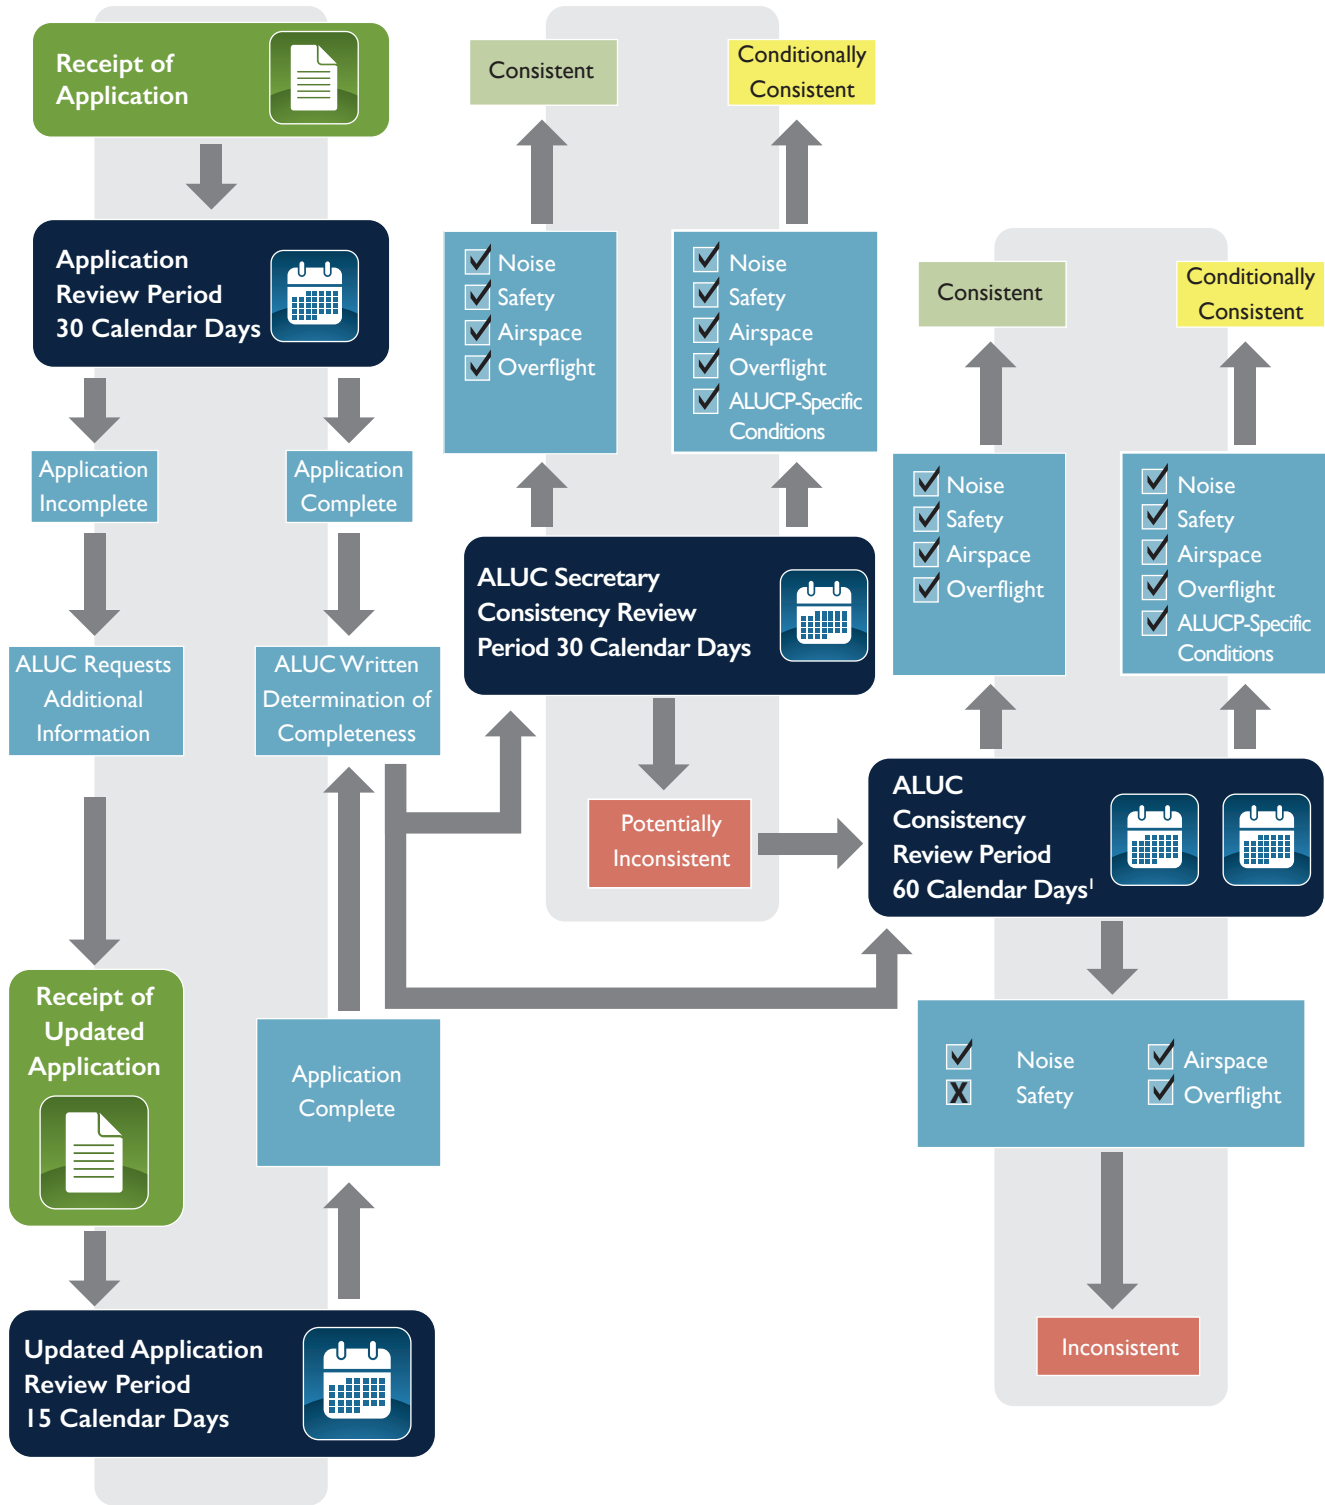 Receipt of
Application
Application
Review Period
30 Calendar Days
Application
Incomplete
Application
Complete
ALUC Requests
Additional
Information
ALUC Written
Determination of
Completeness
Receipt of
Updated
Application
Application
Complete
Updated Application
Review Period
15 Calendar Days
Consistent
Conditionally
Consistent
Noise
Safety
Airspace
Overflight
Noise
Safety
Airspace
Overflight
ALUCP-Specific
Conditions
ALUC Secretary
Consistency Review
Period 30 Calendar Days
Potentially
Inconsistent
Consistent
Conditionally
Consistent
Noise
Safety
Airspace
Overflight
Noise
Safety
Airspace
Overflight
ALUCP-Specific
Conditions
ALUC
Consistency
Review Period
60 Calendar Days¹
Noise
Airspace
X Safety
Overflight
Inconsistent